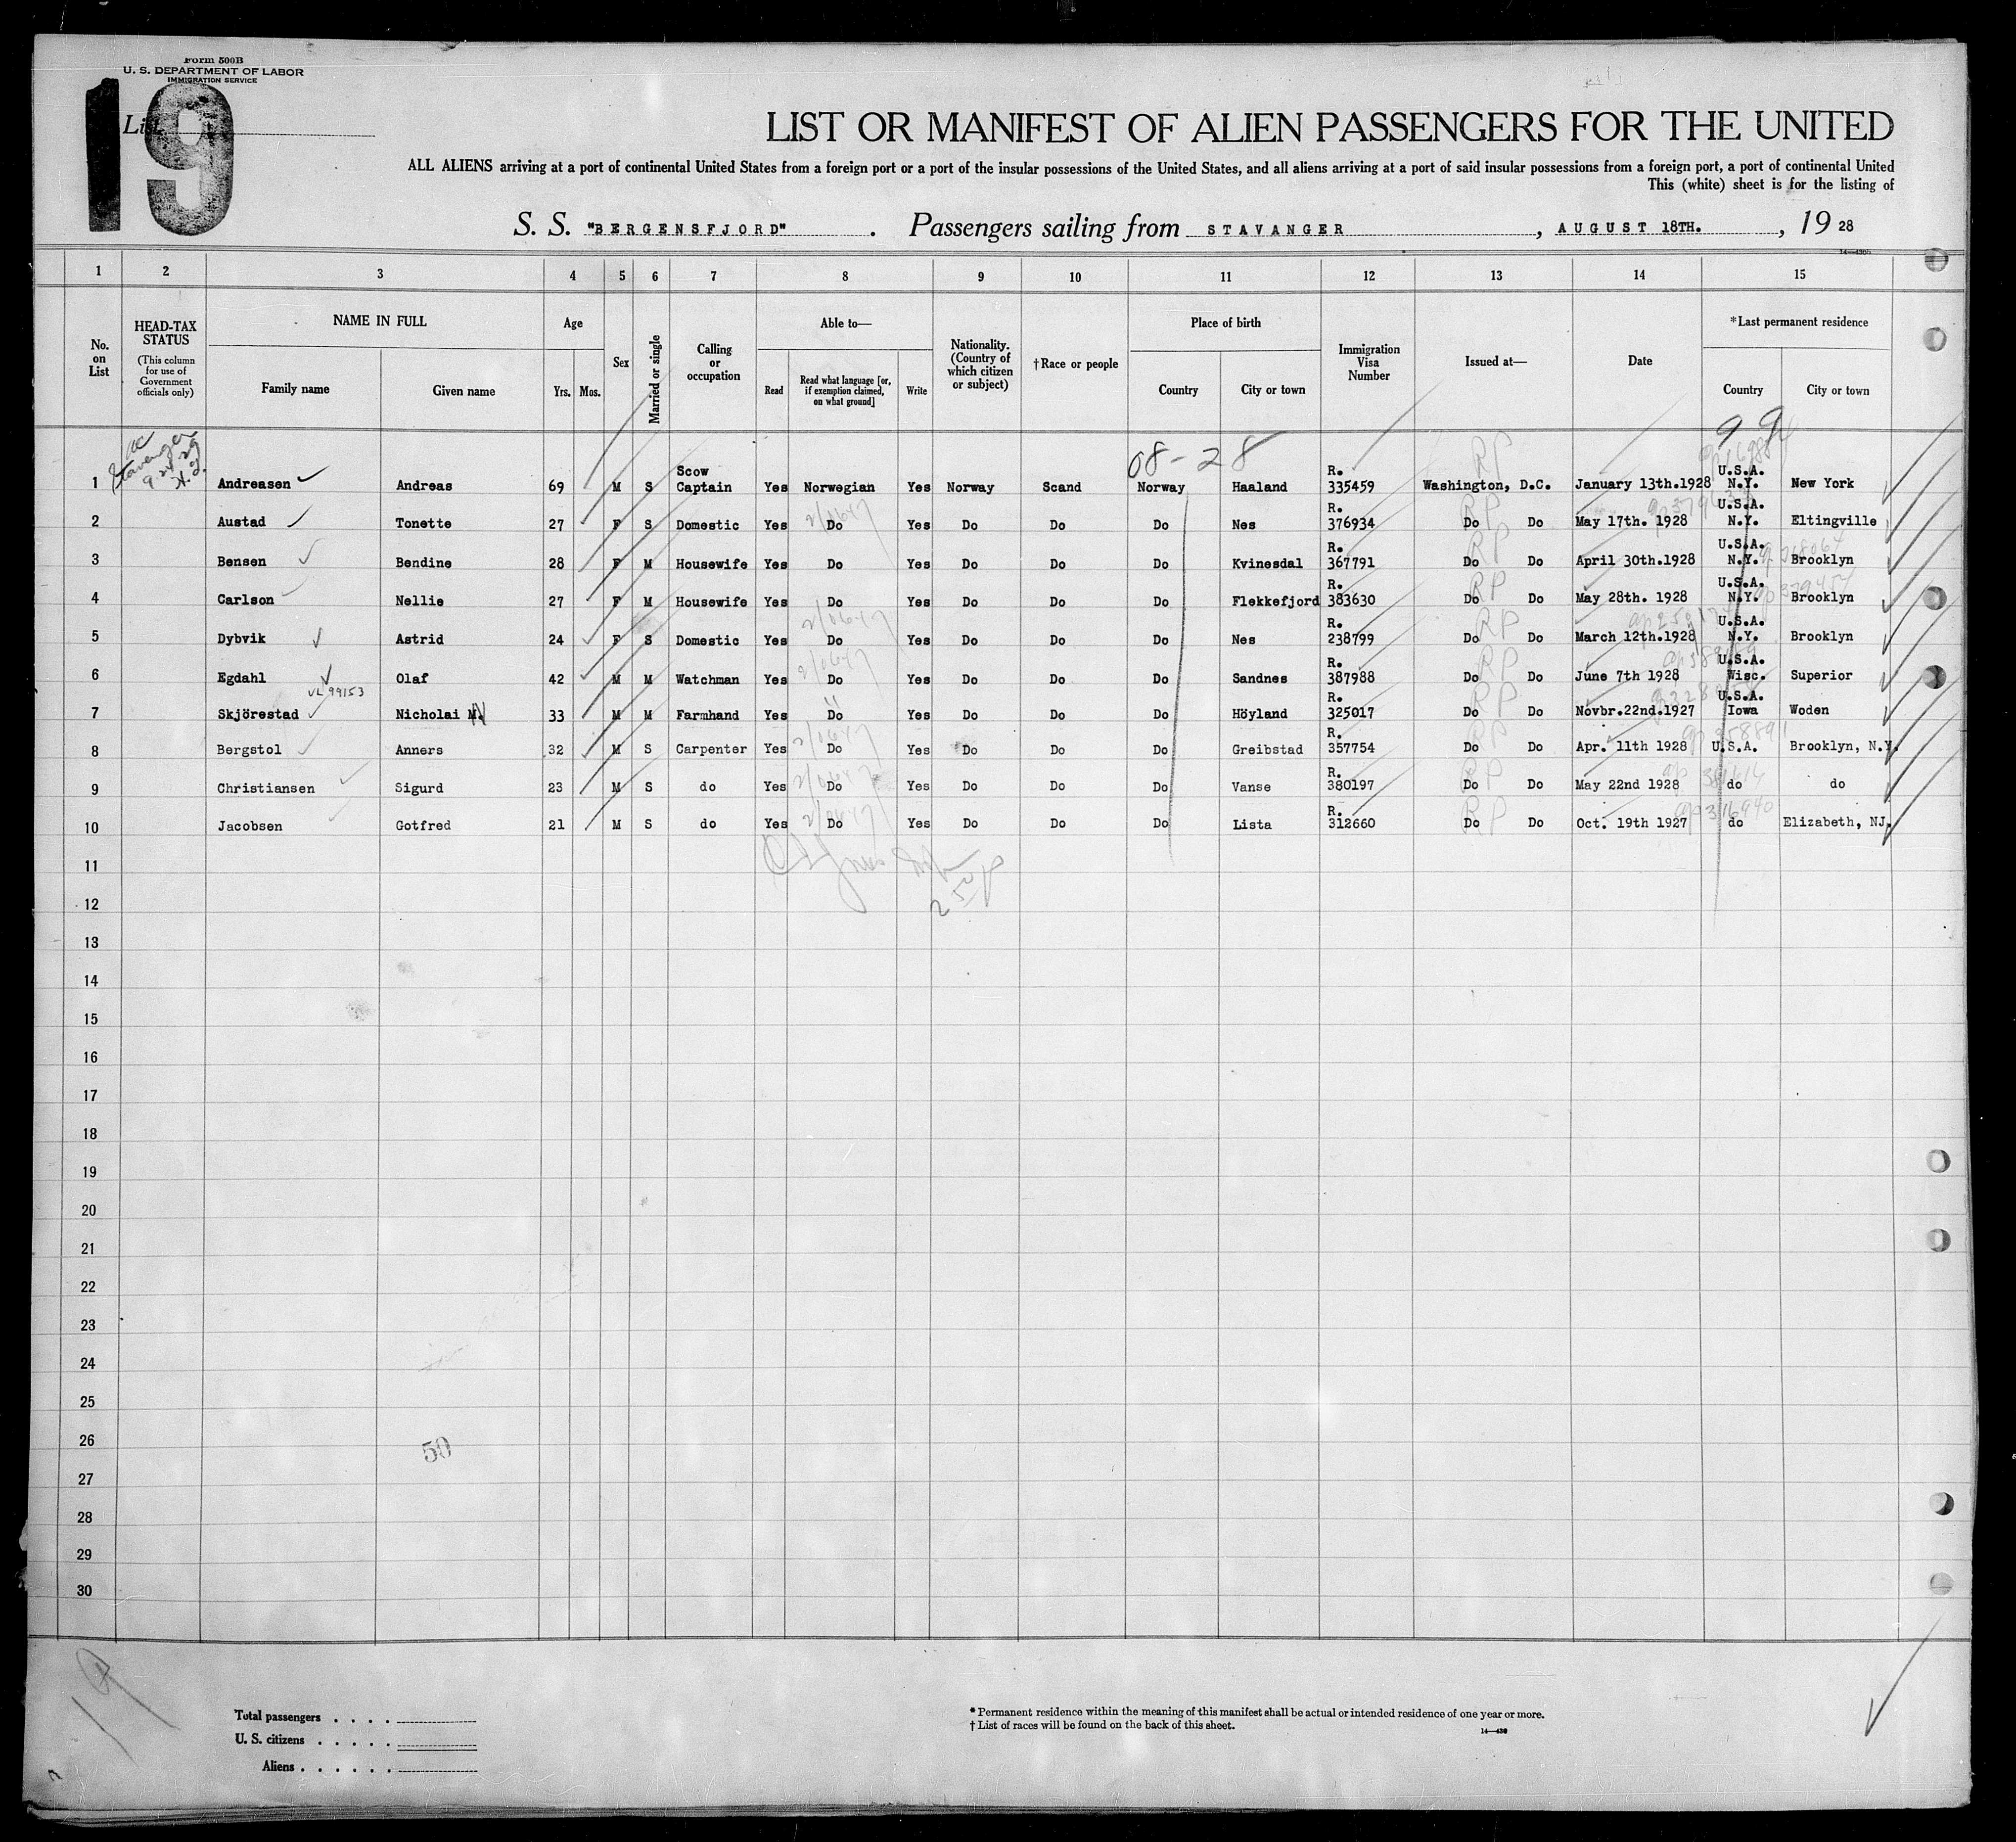 Form 500B
U. S. DEPARTMENT OF LABOR
IMMIGRATION SERVICE
19
List
LIST OR MANIFEST OF ALIEN PASSENGERS FOR THE UNITED
ALL ALIENS arriving at a port of continental United States from a foreign port or a port of the insular possessions of the United States, and all aliens arriving at a port of said insular possessions from a foreign port, a port of continental United
This (white) sheet is for the listing of
S. S. "BERGENSFJORD". Passengers sailing from STAVANGER, AUGUST 18TH., 19 28
1 2 3 4 5 6 7 8 9 10 11 12 13 14 15
No. on List
HEAD-TAX STATUS
(This column for use of Government officials only)
NAME IN FULL
Family name Given name
Age
Yrs. Mos.
Sex
Married or single
Calling or occupation
Able to—
Read Read what language [or, if exemption claimed, on what ground] Write
Nationality. (Country of which citizen or subject)
†Race or people
Place of birth
Country City or town
Immigration Visa Number
Issued at—
Date
*Last permanent residence
Country City or town
08-28
99
Stavanger
1 Andreasen Andreas 69 M S Scow Captain Yes Norwegian Yes Norway Scand Norway Haaland R. 335459 Washington, D.C. January 13th.1928 U.S.A. N.Y. New York
2 Austad Tonette 27 F S Domestic Yes Do Yes Do Do Do Nes R. 376934 Do Do May 17th. 1928 U.S.A. N.Y. Eltingville
3 Bensen Bendine 28 F M Housewife Yes Do Yes Do Do Do Kvinesdal R. 367791 Do Do April 30th.1928 U.S.A. N.Y. Brooklyn
4 Carlson Nellie 27 F M Housewife Yes Do Yes Do Do Do Flekkefjord R. 383630 Do Do May 28th. 1928 U.S.A. N.Y. Brooklyn
5 Dybvik Astrid 24 F S Domestic Yes Do Yes Do Do Do Nes R. 238799 Do Do March 12th.1928 U.S.A. N.Y. Brooklyn
6 Egdahl Olaf 42 M M Watchman Yes Do Yes Do Do Do Sandnes R. 387988 Do Do June 7th 1928 U.S.A. Wisc. Superior
VL 99153
7 Skjörestad Nicholai M. 33 M M Farmhand Yes Do Yes Do Do Do Höyland R. 325017 Do Do Novbr.22nd.1927 U.S.A. Iowa Woden
8 Bergstol Anners 32 M S Carpenter Yes Do Yes Do Do Do Greibstad R. 357754 Do Do Apr. 11th 1928 U.S.A. Brooklyn, N.Y.
9 Christiansen Sigurd 23 M S do Yes Do Yes Do Do Do Vanse R. 380197 Do Do May 22nd 1928 do do
10 Jacobsen Gotfred 21 M S do Yes Do Yes Do Do Do Lista R. 312660 Do Do Oct. 19th 1927 do Elizabeth, NJ.
11
12
13
14
15
16
17
18
19
20
21
22
23
24
25
26
50
27
28
29
30
19
Total passengers . . . .
U. S. citizens . . . . .
Aliens . . . . . .
* Permanent residence within the meaning of this manifest shall be actual or intended residence of one year or more.
† List of races will be found on the back of this sheet.
14—430